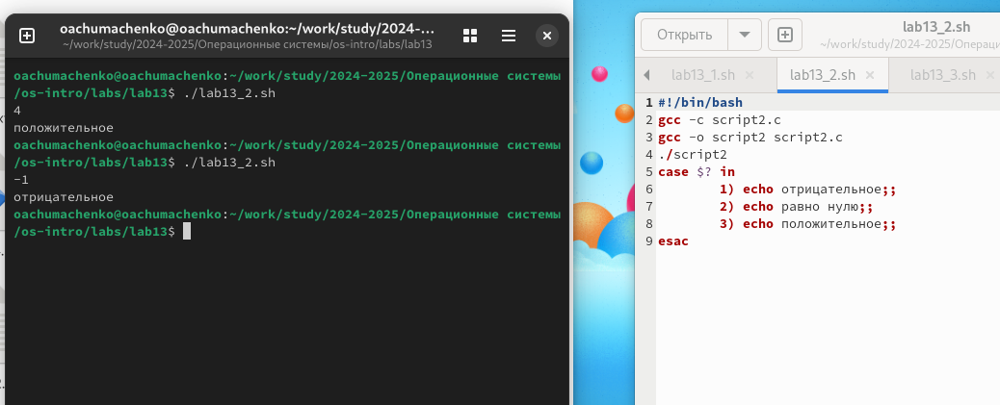 oachumachenko@oachumachenko:~/work/study/2024-...
~/work/study/2024-2025/Операционные системы/os-intro/labs/lab13
oachumachenko@oachumachenko:~/work/study/2024-2025/Операционные системы
/os-intro/labs/lab13$ ./lab13_2.sh
4
положительное
oachumachenko@oachumachenko:~/work/study/2024-2025/Операционные системы
/os-intro/labs/lab13$ ./lab13_2.sh
-1
отрицательное
oachumachenko@oachumachenko:~/work/study/2024-2025/Операционные системы
/os-intro/labs/lab13$
Открыть
lab13_2.sh
~/work/study/2024-2025/Операци
lab13_1.sh
lab13_2.sh
lab13_3.sh
1 #!/bin/bash
2 gcc -c script2.c
3 gcc -o script2 script2.c
4 ./script2
5 case $? in
6 1) echo отрицательное;;
7 2) echo равно нулю;;
8 3) echo положительное;;
9 esac